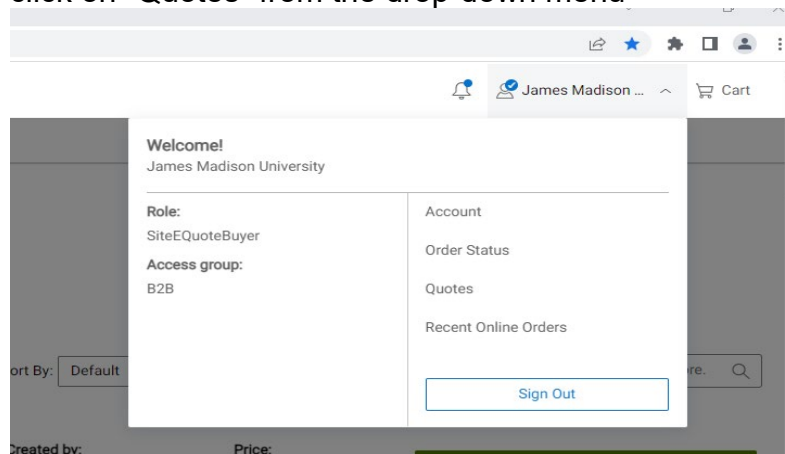 click on "Quotes" from the drop-down menu
James Madison ...
Cart
Welcome!
James Madison University
Role:
SiteEQuoteBuyer
Access group:
B2B
Account
Order Status
Quotes
Recent Online Orders
Sign Out
ort By: Default
re.
Created by:
Price: